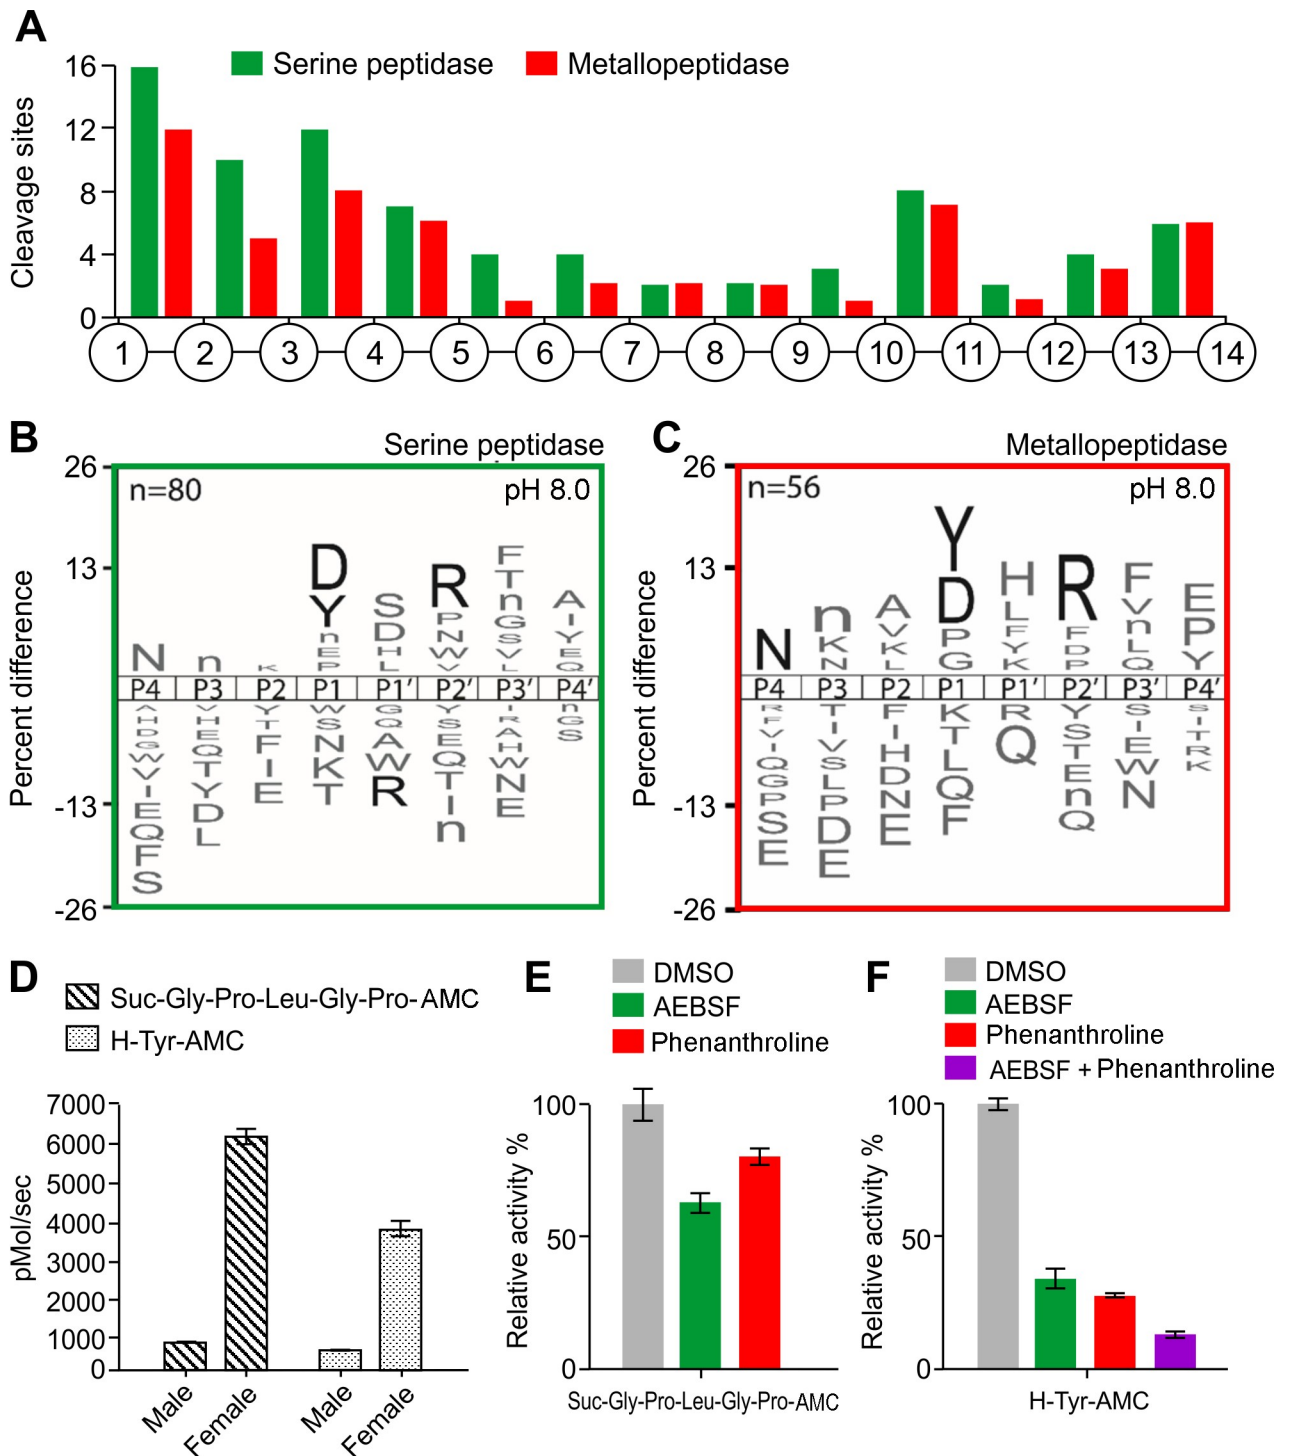 A
Serine peptidase
Metallopeptidase
Cleavage sites
16
12
8
4
0
1 2 3 4 5 6 7 8 9 10 11 12 13 14
B
Serine peptidase
Percent difference
26
13
-13
-26
n=80
pH 8.0
D F
Y R T
n S P n A
E D N G I
N n H W S Y
P L V V E
K L Q
P4 P3 P2 P1 P1′ P2′ P3′ P4′
C
Metallopeptidase
Percent difference
26
13
-13
-26
n=56
pH 8.0
Y
D H R F E
n A P L F V P
N K V G F D n Y
N K Y P L
L K Q
P4 P3 P2 P1 P1′ P2′ P3′ P4′
D
Suc-Gly-Pro-Leu-Gly-Pro-AMC
H-Tyr-AMC
pMol/sec
7000
6000
5000
4000
3000
2000
1000
0
Male
Female
Male
Female
E
DMSO
AEBSF
Phenanthroline
Relative activity %
100
50
0
Suc-Gly-Pro-Leu-Gly-Pro-AMC
F
DMSO
AEBSF
Phenanthroline
AEBSF + Phenanthroline
Relative activity %
100
50
0
H-Tyr-AMC